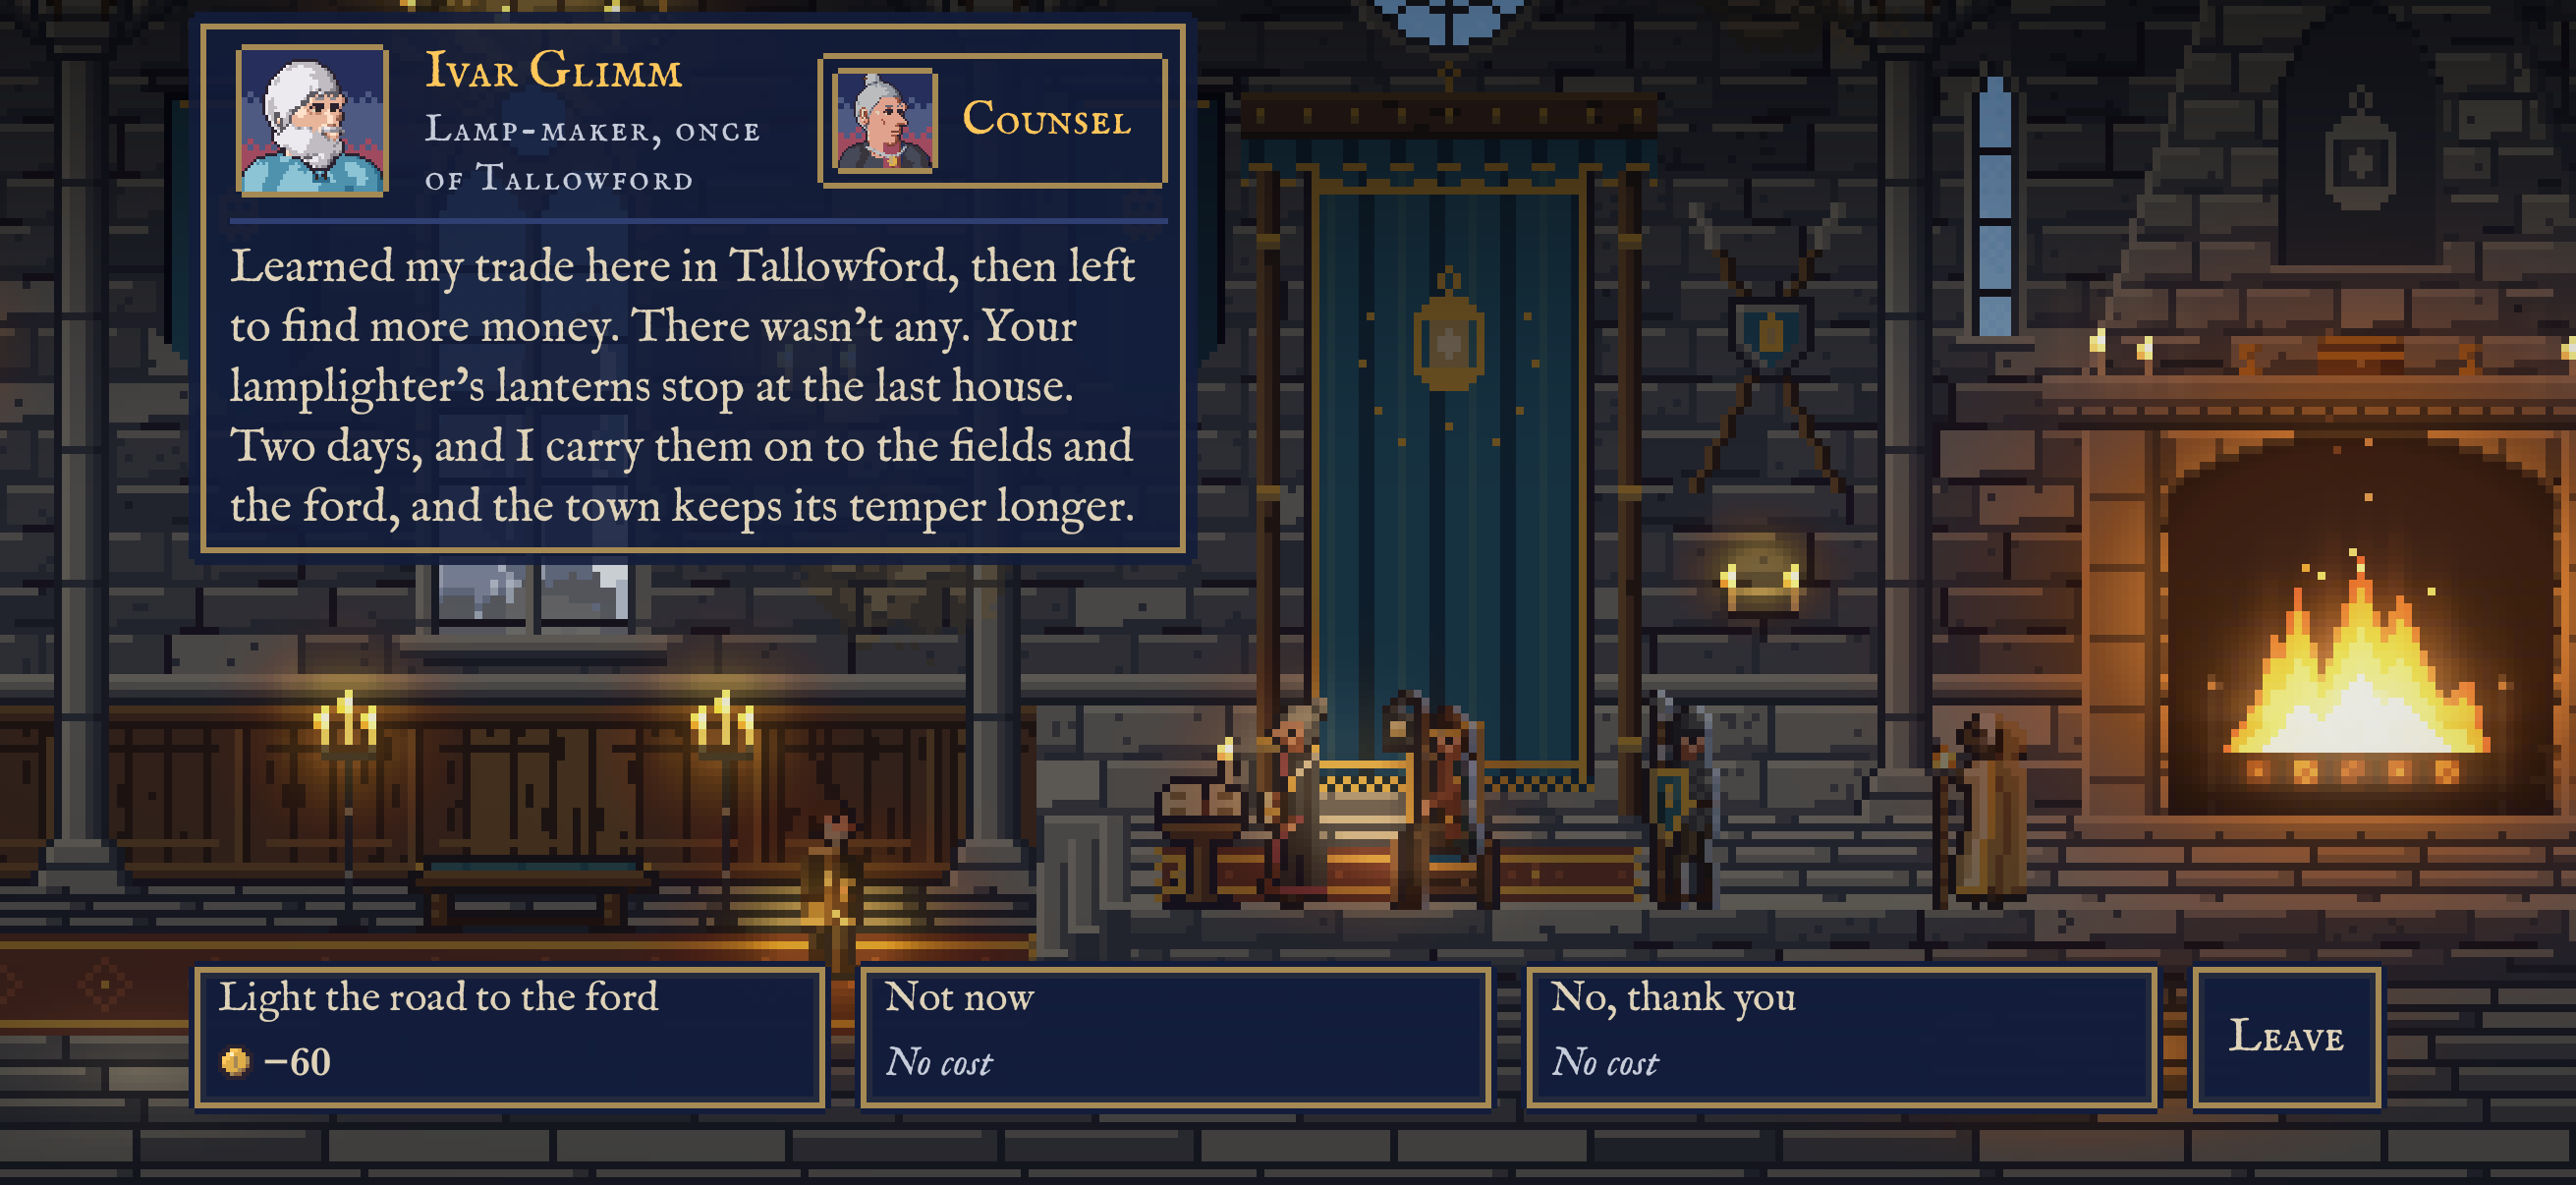 Ivar Glimm
Lamp-maker, once
of Tallowford
Counsel
Learned my trade here in Tallowford, then left
to find more money. There wasn't any. Your
lamplighter's lanterns stop at the last house.
Two days, and I carry them on to the fields and
the ford, and the town keeps its temper longer.
Light the road to the ford
−60
Not now
No cost
No, thank you
No cost
Leave